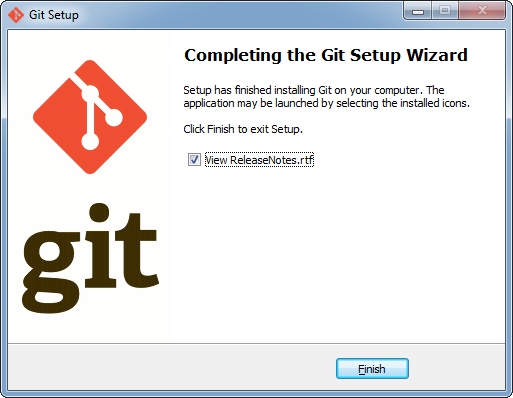 Git Setup
Completing the Git Setup Wizard
Setup has finished installing Git on your computer. The
application may be launched by selecting the installed icons.
Click Finish to exit Setup.
View ReleaseNotes.rtf
git
Finish